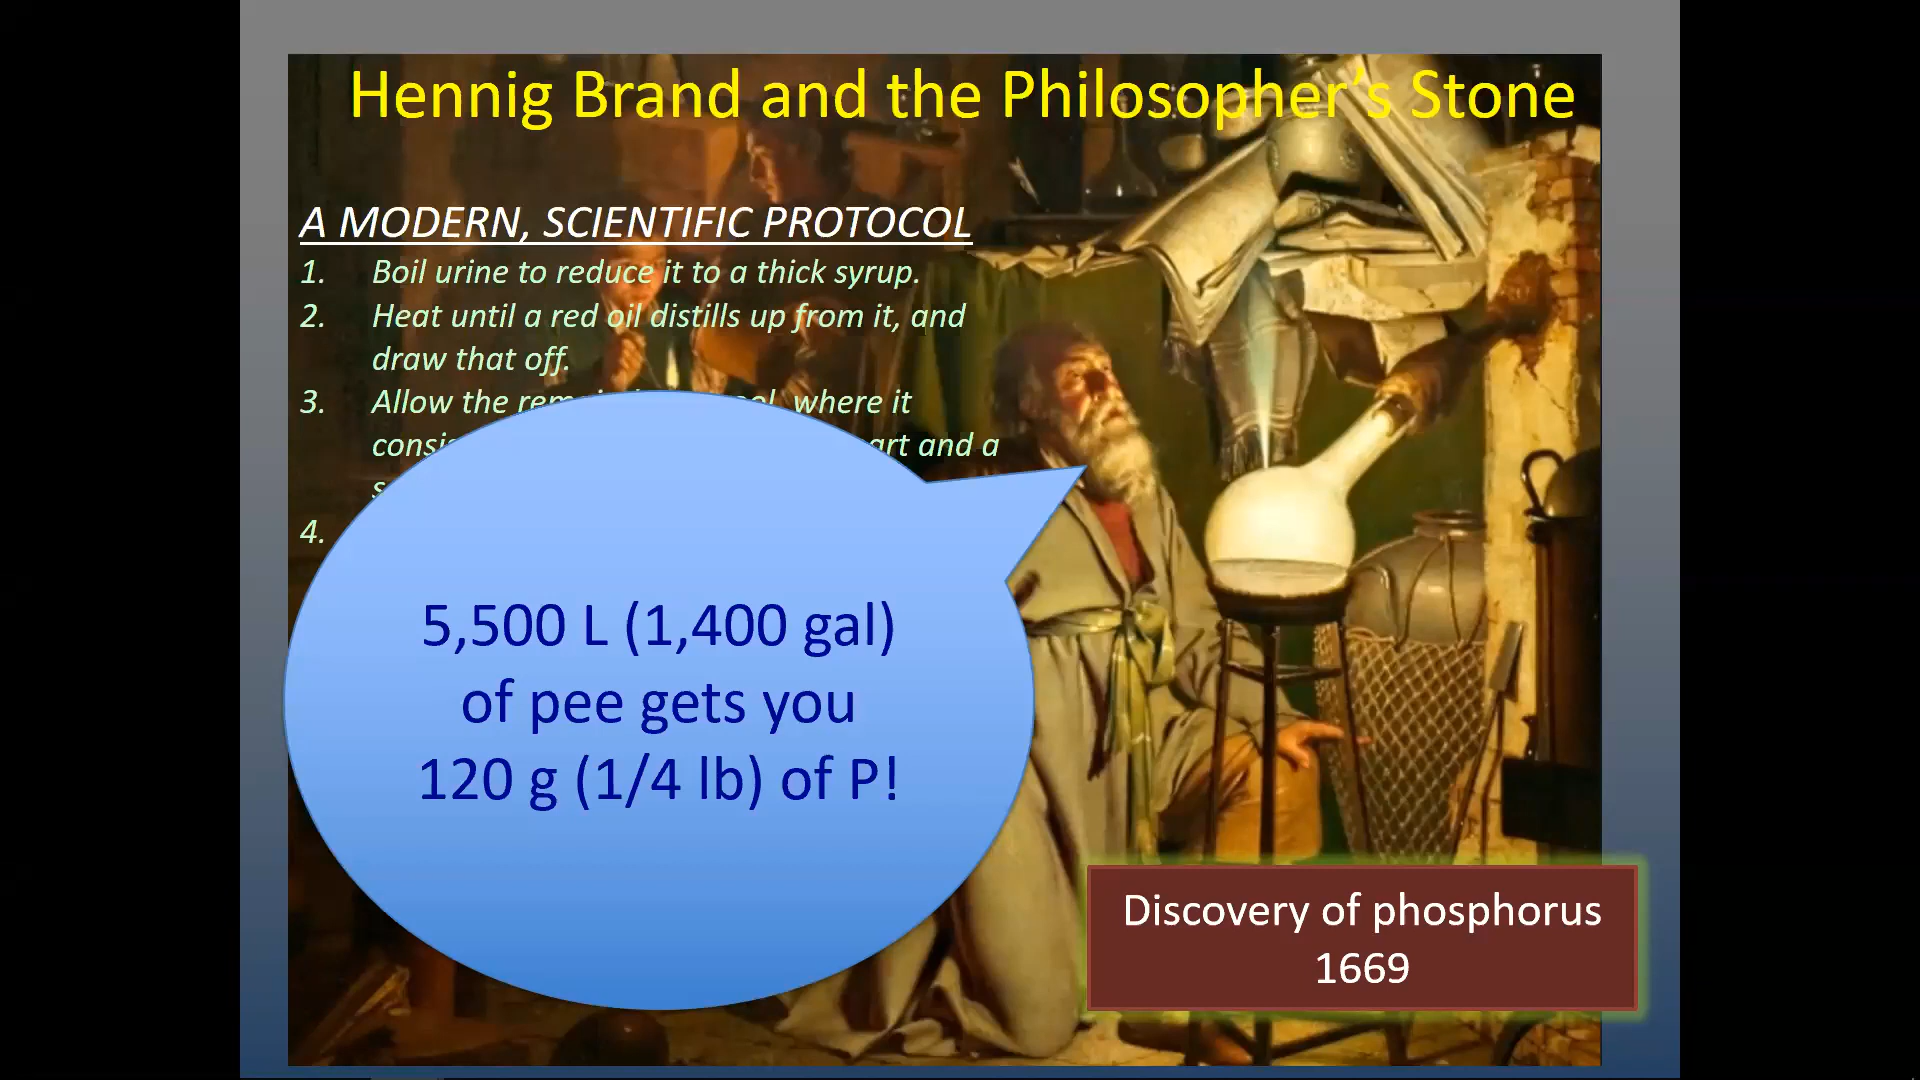 Hennig Brand and the Philosopher's Stone
A MODERN, SCIENTIFIC PROTOCOL
1. Boil urine to reduce it to a thick syrup.
2. Heat until a red oil distills up from it, and
draw that off.
3. Allow the where it
and a
4.
5,500 L (1,400 gal)
of pee gets you
120 g (1/4 lb) of P!
Discovery of phosphorus
1669